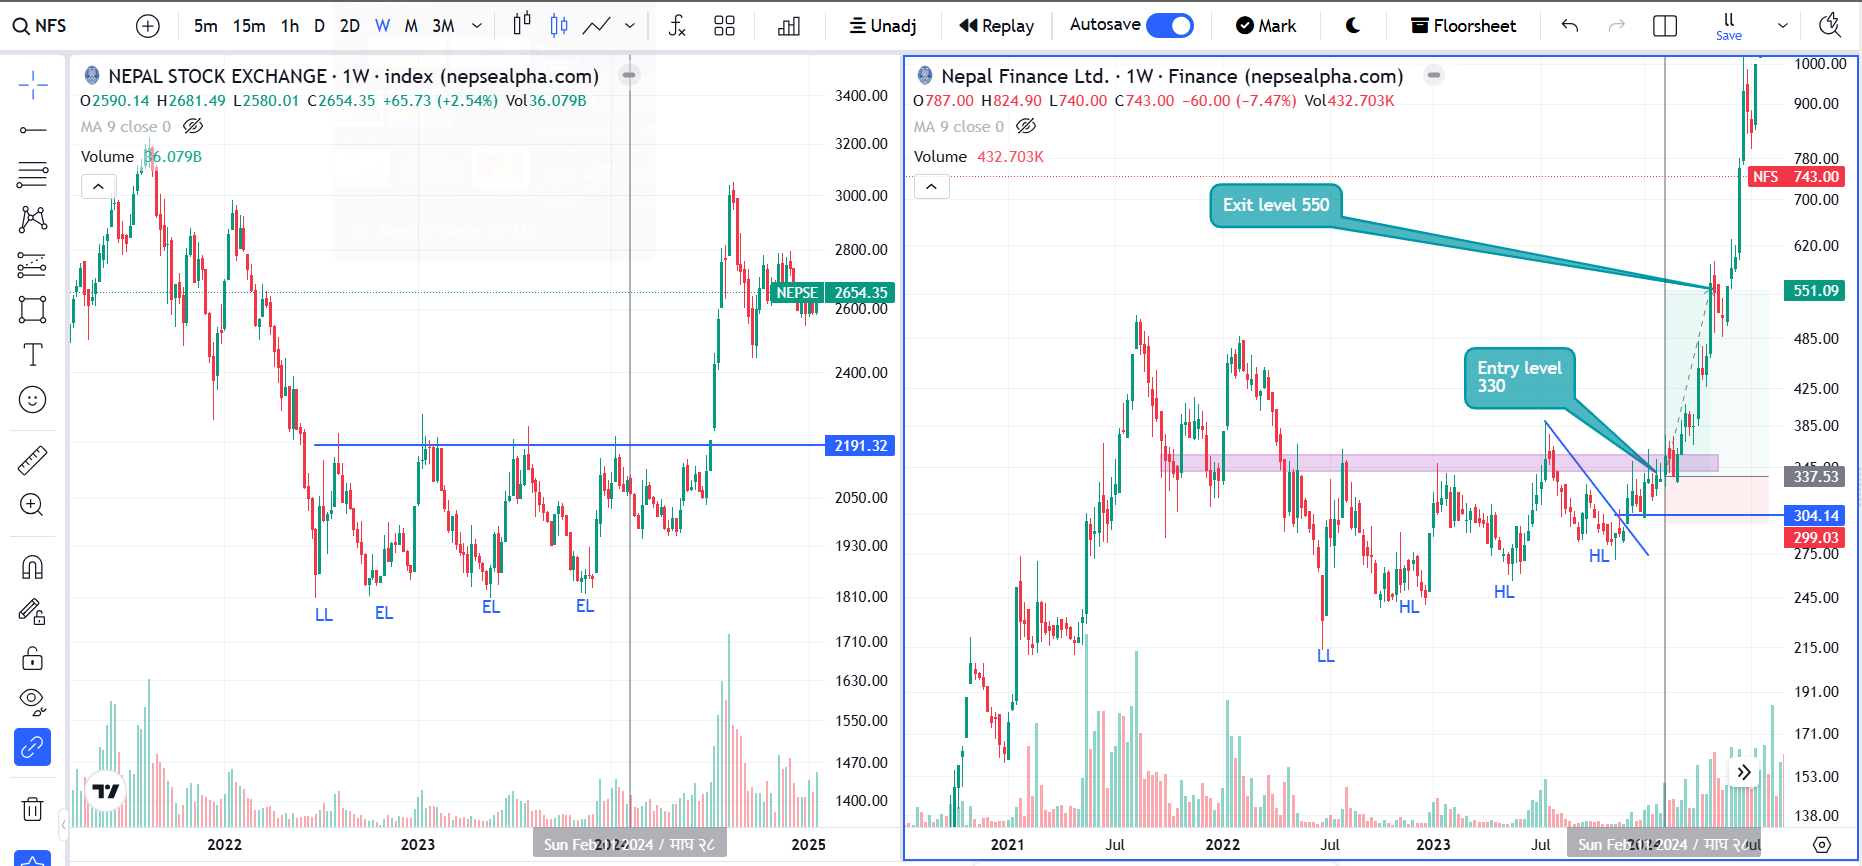 NFS
5m 15m 1h D 2D W M 3M
Unadj
Replay
Autosave
Mark
Floorsheet
ll
Save
NEPAL STOCK EXCHANGE · 1W · index (nepsealpha.com)
O2590.14 H2681.49 L2580.01 C2654.35 +65.73 (+2.54%) Vol36.079B
MA 9 close 0
Volume 36.079B
3400.00
3200.00
3000.00
2800.00
NEPSE 2654.35
2600.00
2400.00
2191.32
2050.00
1930.00
1810.00
1710.00
1630.00
1550.00
1470.00
1400.00
LL
EL
EL
EL
2022
2023
Sun Feb 11 2024 / माघ २८
2025
Nepal Finance Ltd. · 1W · Finance (nepsealpha.com)
O787.00 H824.90 L740.00 C743.00 −60.00 (−7.47%) Vol432.703K
MA 9 close 0
Volume 432.703K
Exit level 550
Entry level
330
LL
HL
HL
HL
1000.00
900.00
780.00
NFS 743.00
700.00
620.00
551.09
485.00
425.00
385.00
345.00
337.53
304.14
299.03
275.00
245.00
215.00
191.00
171.00
153.00
138.00
2021
Jul
2022
Jul
2023
Jul
Sun Feb 11 2024 / माघ २८
Jul